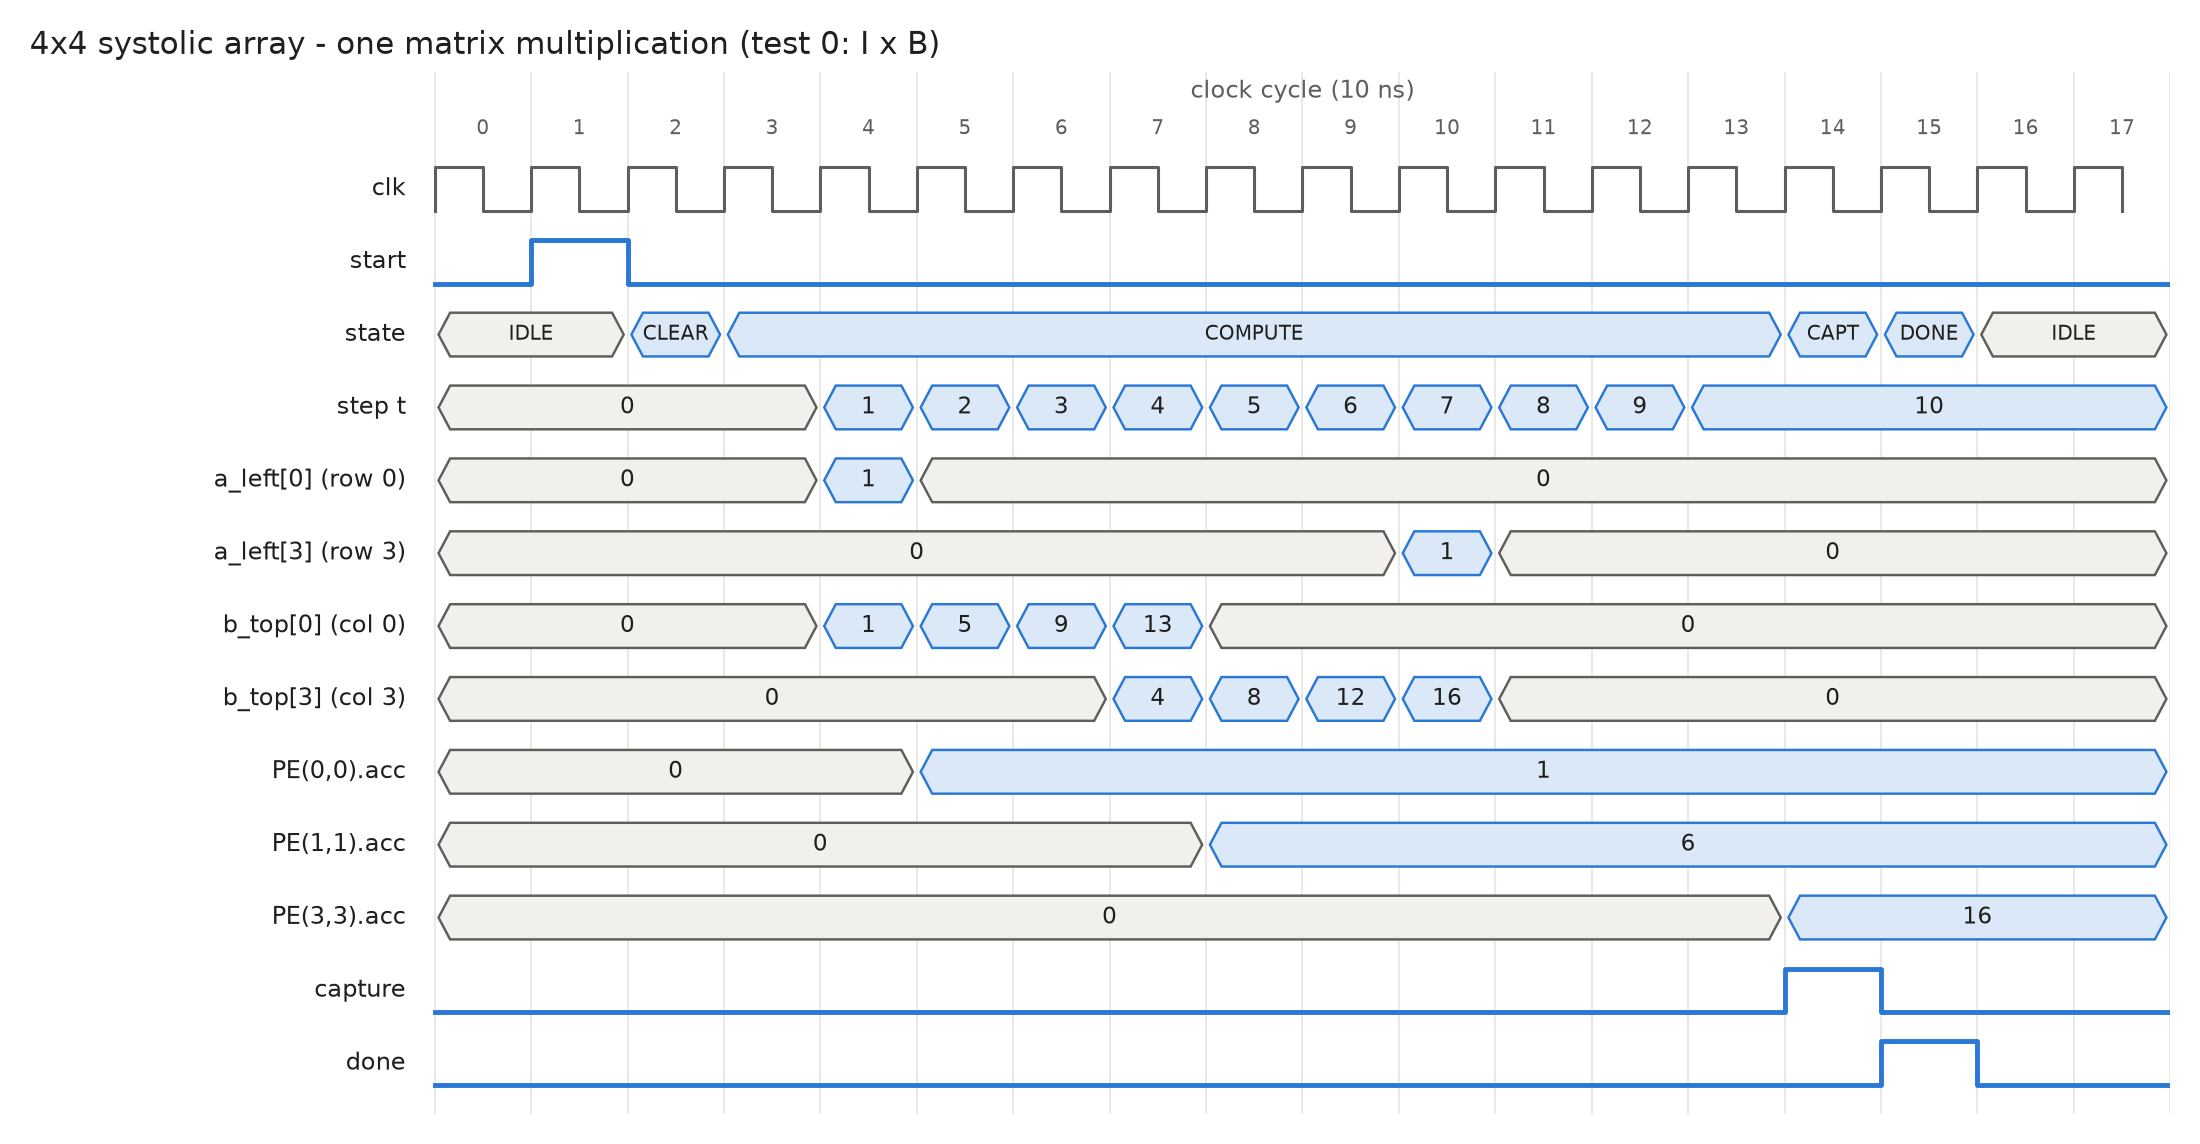 4x4 systolic array - one matrix multiplication (test 0: I x B)
clock cycle (10 ns)
0 1 2 3 4 5 6 7 8 9 10 11 12 13 14 15 16 17
clk
start
state IDLE CLEAR COMPUTE CAPT DONE IDLE
step t 0 1 2 3 4 5 6 7 8 9 10
a_left[0] (row 0) 0 1 0
a_left[3] (row 3) 0 1 0
b_top[0] (col 0) 0 1 5 9 13 0
b_top[3] (col 3) 0 4 8 12 16 0
PE(0,0).acc 0 1
PE(1,1).acc 0 6
PE(3,3).acc 0 16
capture
done